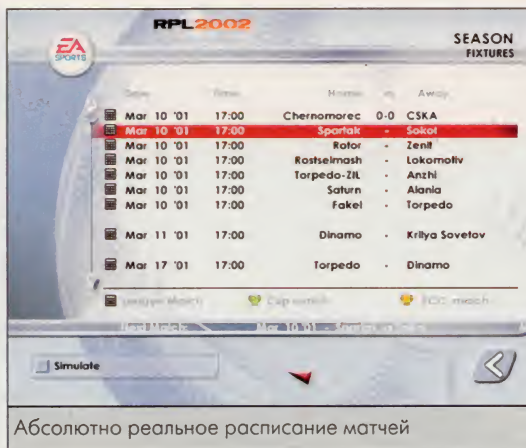 RPL2002
EA
SPORTS
SEASON
FIXTURES
Date Time Home vs Away
Mar 10 '01 17:00 Chernomorec 0-0 CSKA
Mar 10 '01 17:00 Spartak - Sokol
Mar 10 '01 17:00 Rotor - Zenit
Mar 10 '01 17:00 Rostselmash - Lokomotiv
Mar 10 '01 17:00 Torpedo-ZIL - Anzhi
Mar 10 '01 17:00 Saturn - Alania
Mar 10 '01 17:00 Fakel - Torpedo
Mar 11 '01 17:00 Dinamo - Krilya Sovetov
Mar 17 '01 17:00 Torpedo - Dinamo
League Match Cup match match
Next Match: Mar 10 '01 - Spartak
Simulate
Абсолютно реальное расписание матчей